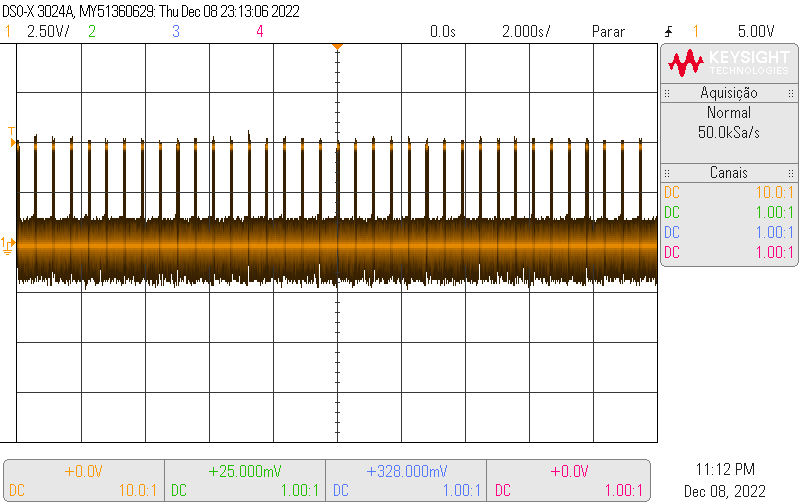 DSO-X 3024A, MY51360629: Thu Dec 08 23:13:06 2022
1 2.50V/ 2 3 4 0.0s 2.000s/ Parar 1 5.00V
KEYSIGHT
TECHNOLOGIES
Aquisição
Normal
50.0kSa/s
Canais
DC 10.0:1
DC 1.00:1
DC 1.00:1
DC 1.00:1
T
1
+0.0V +25.000mV +328.000mV +0.0V
DC 10.0:1 DC 1.00:1 DC 1.00:1 DC 1.00:1
11:12 PM
Dec 08, 2022